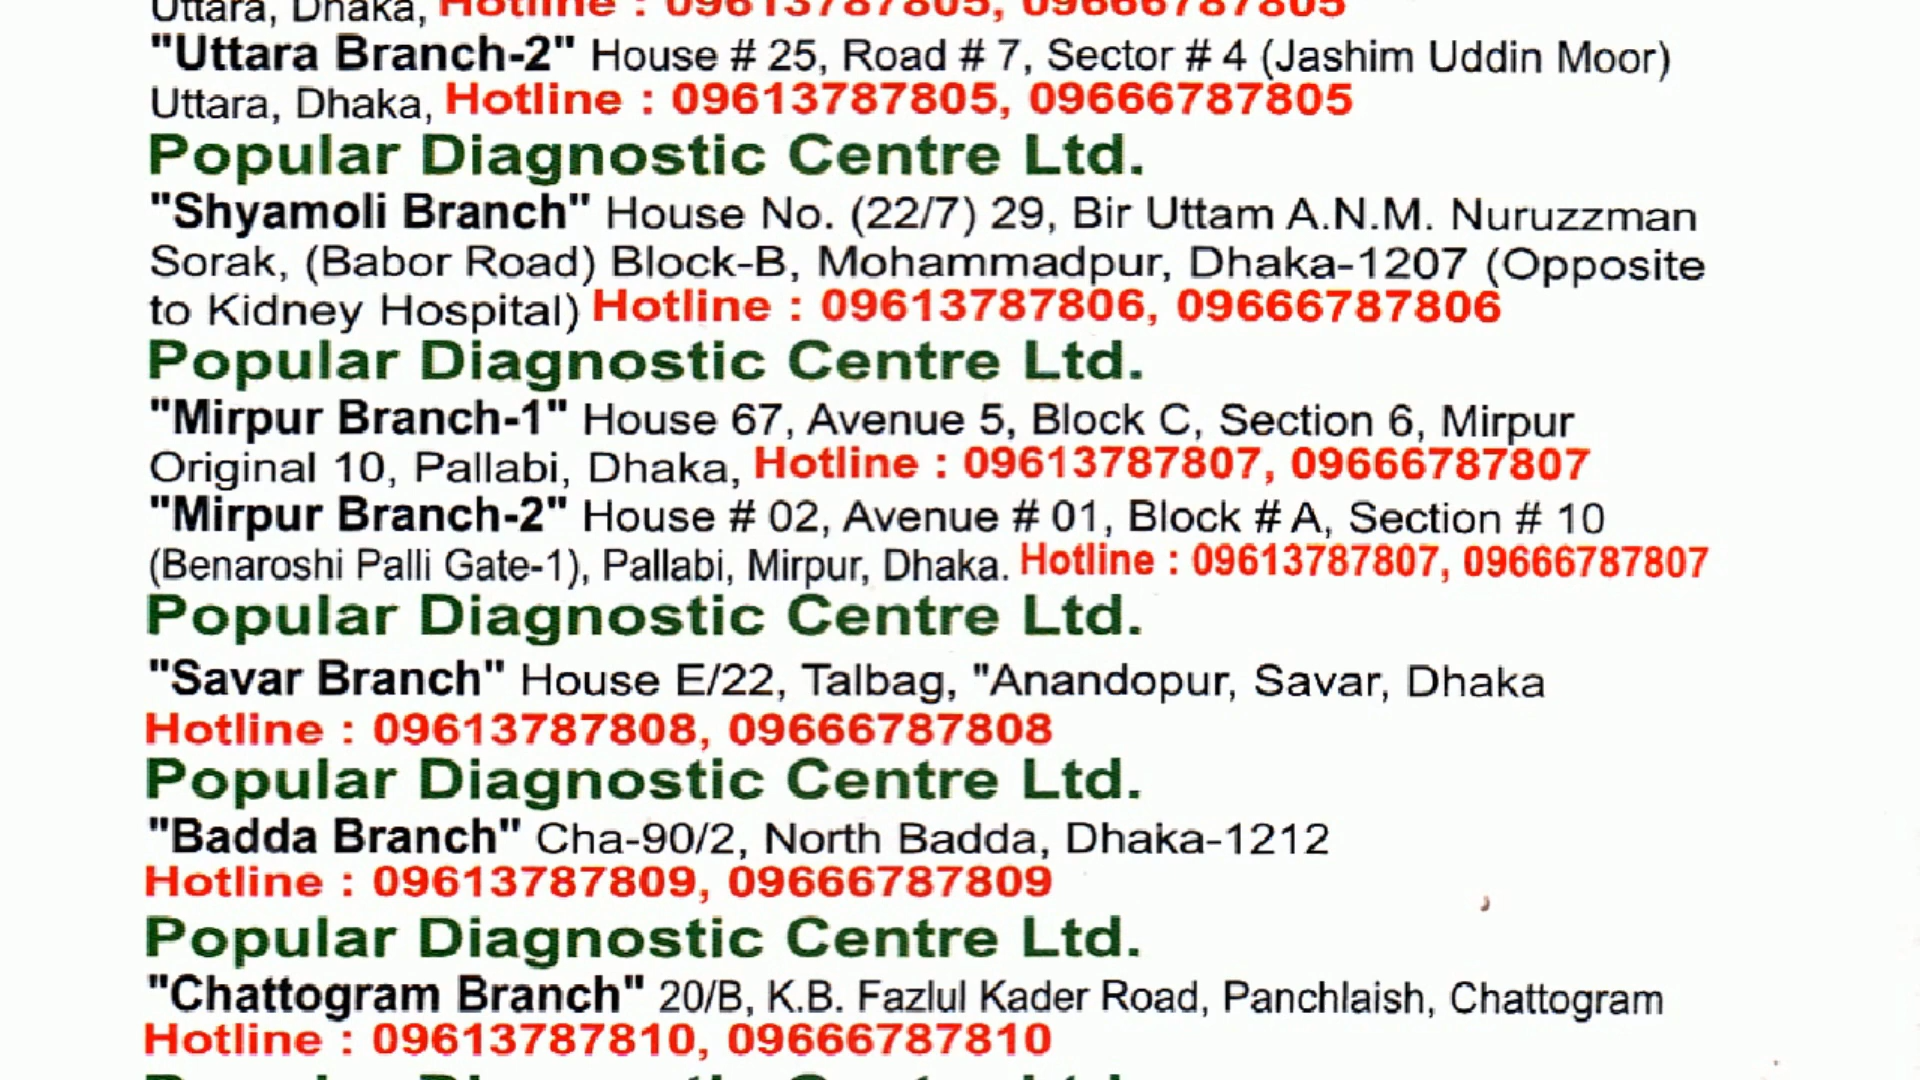 Uttara, Dhaka, Hotline : 09613787805, 09666787805
"Uttara Branch-2" House # 25, Road # 7, Sector # 4 (Jashim Uddin Moor)
Uttara, Dhaka, Hotline : 09613787805, 09666787805
Popular Diagnostic Centre Ltd.
"Shyamoli Branch" House No. (22/7) 29, Bir Uttam A.N.M. Nuruzzman
Sorak, (Babor Road) Block-B, Mohammadpur, Dhaka-1207 (Opposite
to Kidney Hospital) Hotline : 09613787806, 09666787806
Popular Diagnostic Centre Ltd.
"Mirpur Branch-1" House 67, Avenue 5, Block C, Section 6, Mirpur
Original 10, Pallabi, Dhaka, Hotline : 09613787807, 09666787807
"Mirpur Branch-2" House # 02, Avenue # 01, Block # A, Section # 10
(Benaroshi Palli Gate-1), Pallabi, Mirpur, Dhaka. Hotline : 09613787807, 09666787807
Popular Diagnostic Centre Ltd.
"Savar Branch" House E/22, Talbag, "Anandopur, Savar, Dhaka
Hotline : 09613787808, 09666787808
Popular Diagnostic Centre Ltd.
"Badda Branch" Cha-90/2, North Badda, Dhaka-1212
Hotline : 09613787809, 09666787809
Popular Diagnostic Centre Ltd.
"Chattogram Branch" 20/B, K.B. Fazlul Kader Road, Panchlaish, Chattogram
Hotline : 09613787810, 09666787810